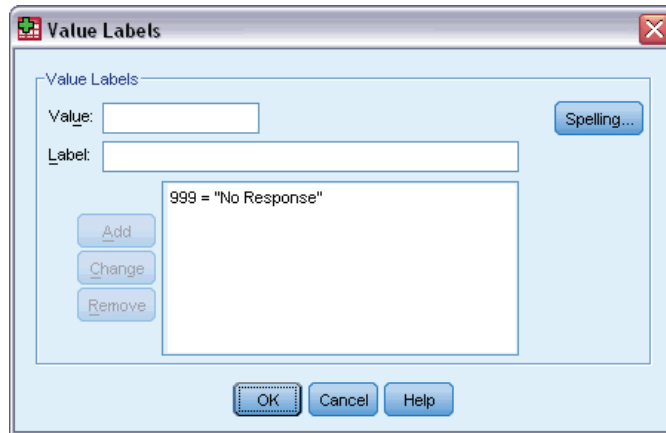 Value Labels
Value Labels
Value:
Spelling...
Label:
999 = "No Response"
Add
Change
Remove
OK
Cancel
Help